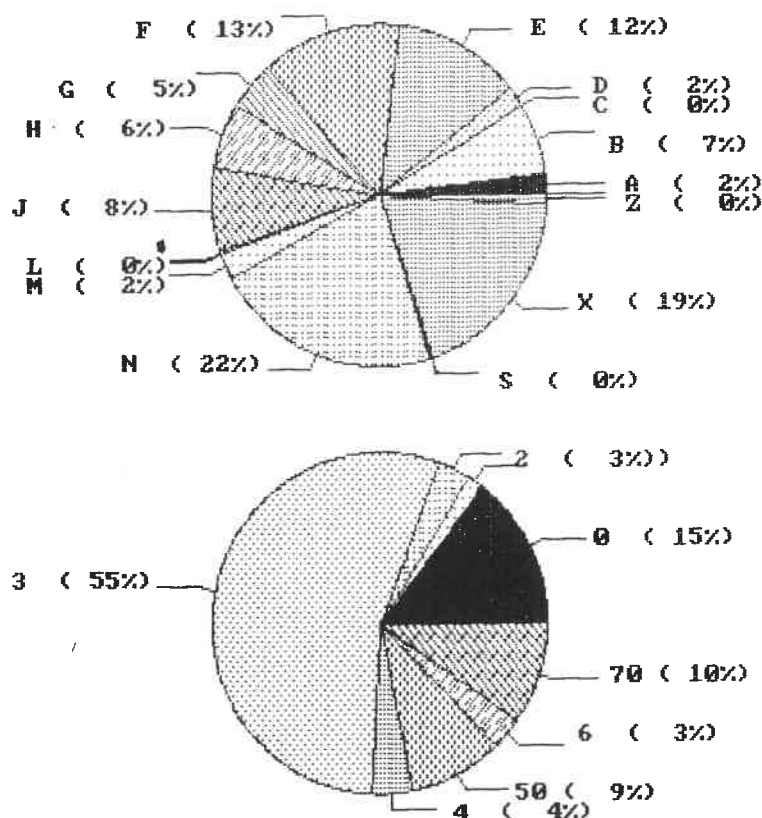 F ( 13%)
E ( 12%)
G ( 5%)
D ( 2%)
C ( 0%)
H ( 6%)
B ( 7%)
A ( 2%)
J ( 8%)
Z ( 0%)
L ( 0%)
M ( 2%)
X ( 19%)
N ( 22%)
S ( 0%)
2 ( 3%))
0 ( 15%)
3 ( 55%)
70 ( 10%)
6 ( 3%)
50 ( 9%)
4 ( 4%)